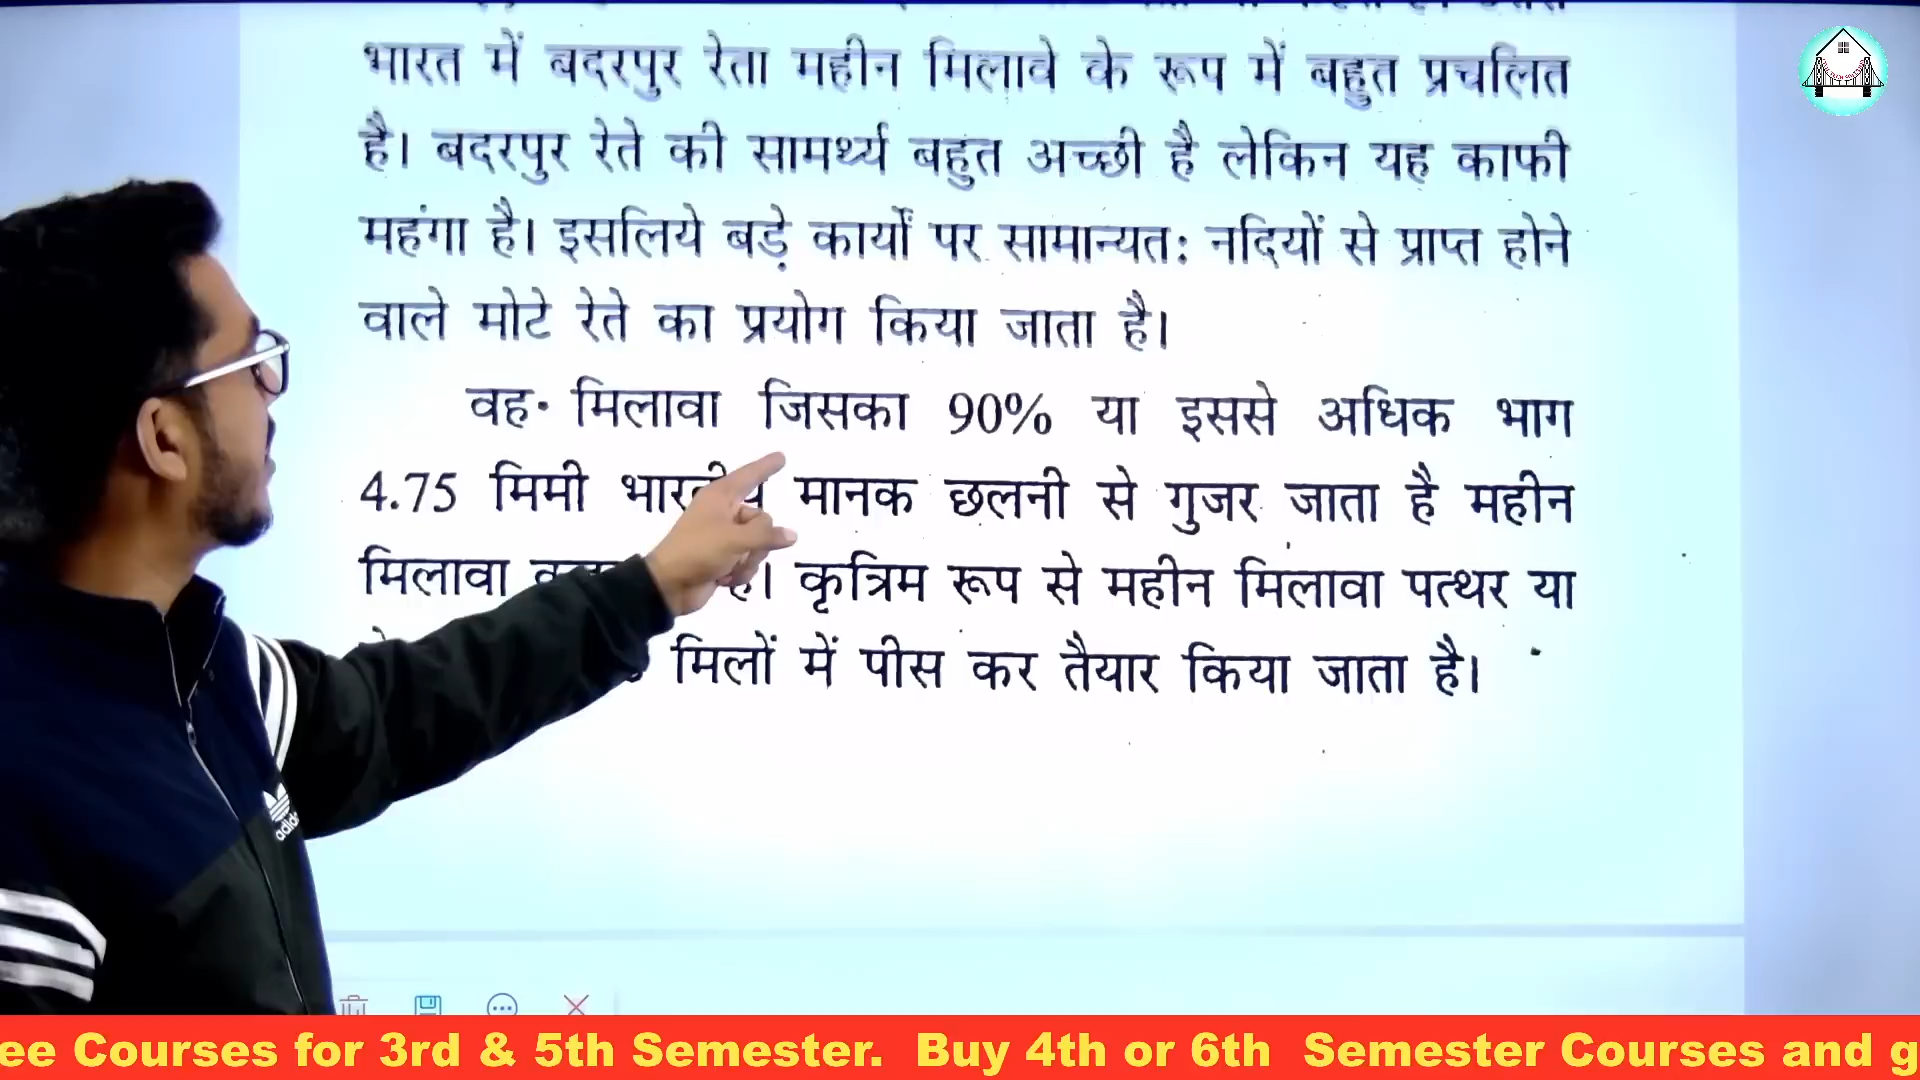 भारत में बदरपुर रेता महीन मिलावे के रूप में बहुत प्रचलित
है। बदरपुर रेते की सामर्थ्य बहुत अच्छी है लेकिन यह काफी
महंगा है। इसलिये बड़े कार्यों पर सामान्यतः नदियों से प्राप्त होने
वाले मोटे रेते का प्रयोग किया जाता है।
वह मिलावा जिसका 90% या इससे अधिक भाग
4.75 मिमी भारतीय मानक छलनी से गुजर जाता है महीन
मिलावा है। कृत्रिम रूप से महीन मिलावा पत्थर या
मिलों में पीस कर तैयार किया जाता है।
adidas
ee Courses for 3rd & 5th Semester. Buy 4th or 6th Semester Courses and g